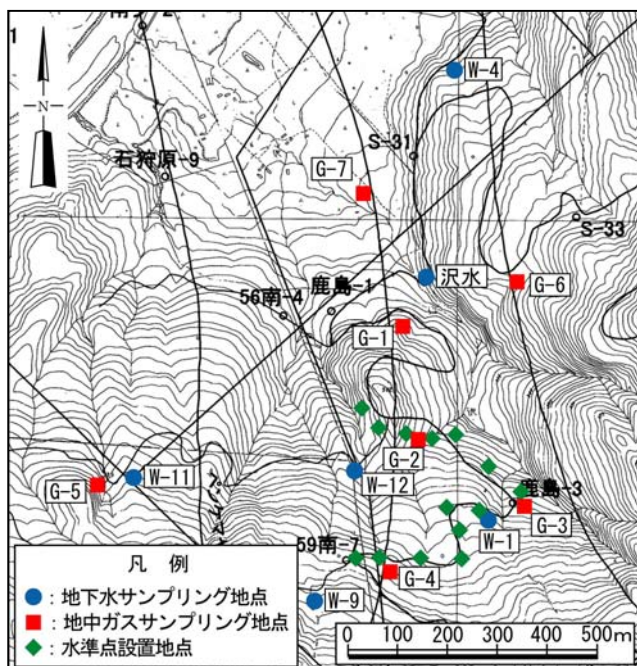 1
N
W-4
S-31
石狩原-9
G-7
S-33
沢水
鹿島-1
56南-4
G-6
G-1
沢
G-2
W-11
W-12
G-5
鹿島-3
G-3
W-1
59南-7
G-4
W-9
凡 例
：地下水サンプリング地点
：地中ガスサンプリング地点
：水準点設置地点
0 100 200 300 400 500m